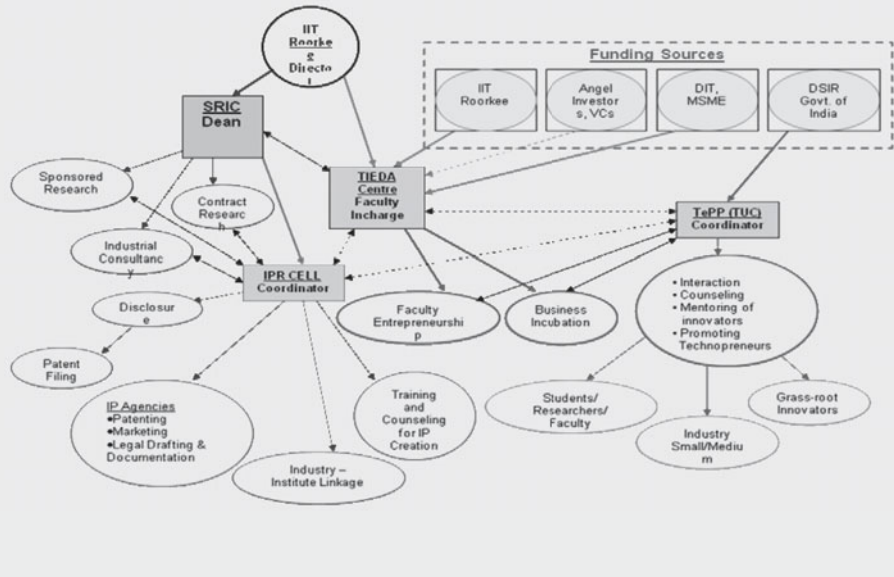 IIT
Roorke
e
Directo
r
Funding Sources
IIT
Roorkee
Angel
Investor
s, VCs
DIT,
MSME
DSIR
Govt. of
India
SRIC
Dean
TIEDA
Centre
Faculty
Incharge
TePP (TUC)
Coordinator
Sponsored
Research
Contract
Researc
h
Industrial
Consultanc
y
IPR CELL
Coordinator
Disclosur
e
Patent
Filing
Faculty
Entrepreneurshi
p
Business
Incubation
• Interaction
• Counseling
• Mentoring of
innovators
• Promoting
Technopreneurs
IP Agencies
•Patenting
•Marketing
•Legal Drafting &
Documentation
Training
and
Counseling
for IP
Creation
Industry –
Institute Linkage
Students/
Researchers/
Faculty
Industry
Small/Mediu
m
Grass-root
Innovators